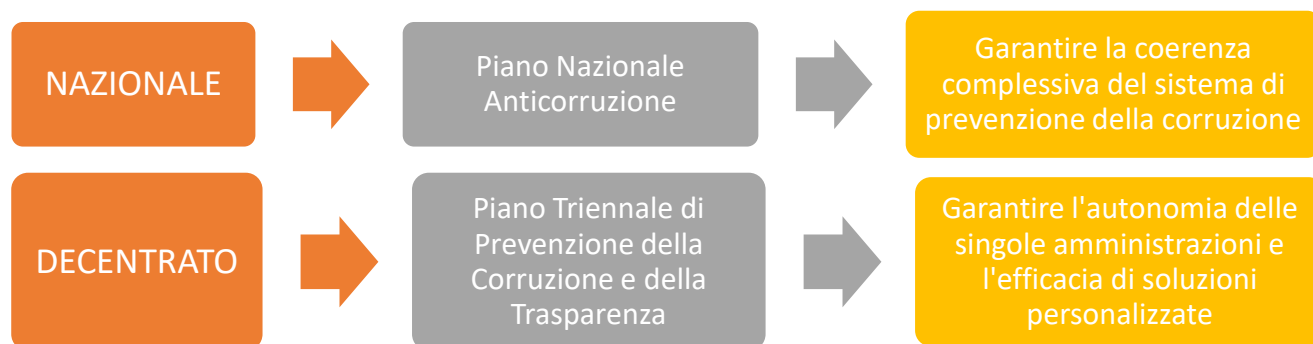 NAZIONALE
Piano Nazionale
Anticorruzione
Garantire la coerenza
complessiva del sistema di
prevenzione della corruzione
DECENTRATO
Piano Triennale di
Prevenzione della
Corruzione e della
Trasparenza
Garantire l'autonomia delle
singole amministrazioni e
l'efficacia di soluzioni
personalizzate